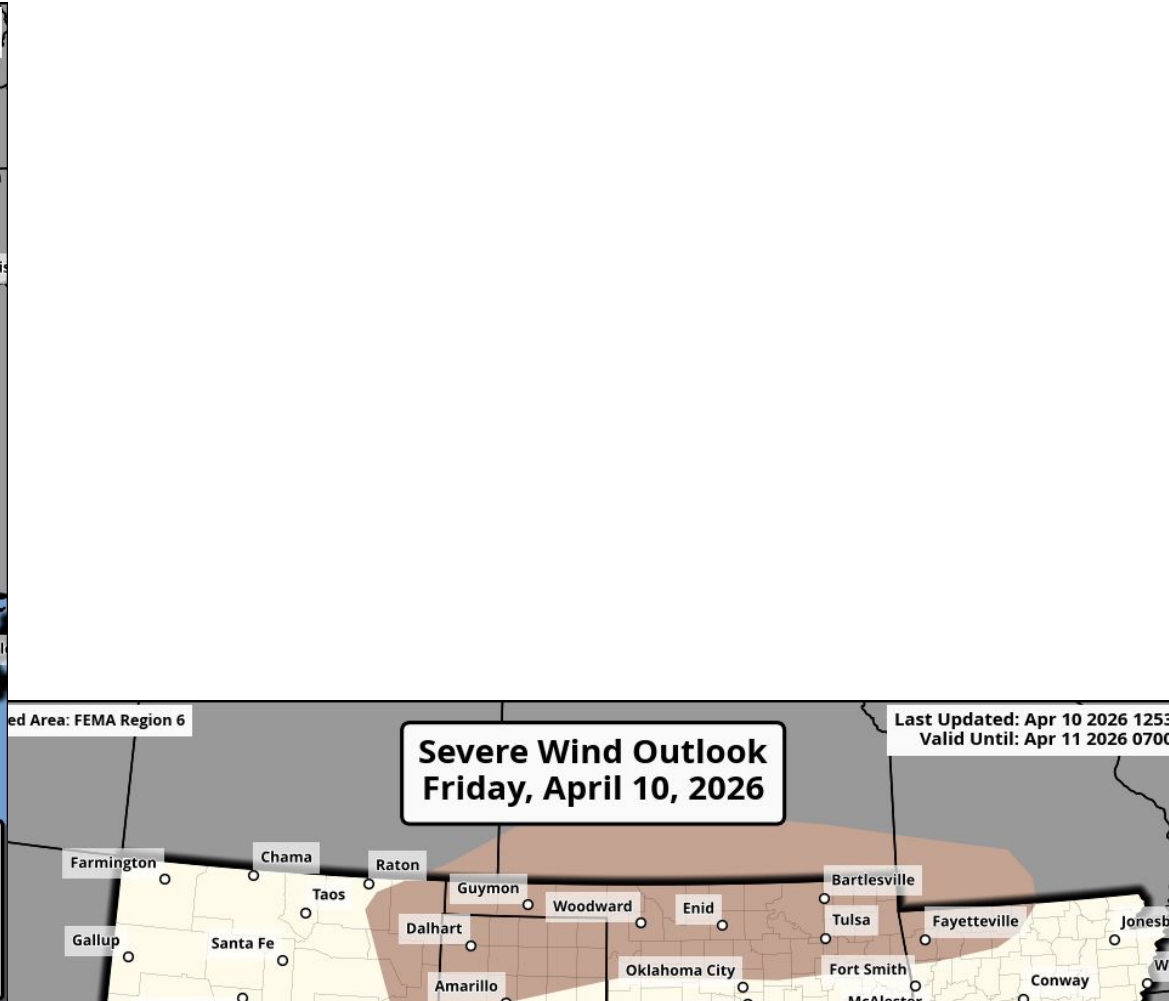 ed Area: FEMA Region 6
Severe Wind Outlook
Friday, April 10, 2026
Last Updated: Apr 10 2026 1253
Valid Until: Apr 11 2026 0700
Farmington
Chama
Raton
Taos
Guymon
Woodward
Enid
Bartlesville
Tulsa
Fayetteville
Jonesb
Gallup
Santa Fe
Dalhart
Amarillo
Oklahoma City
Fort Smith
McAlester
Conway
W